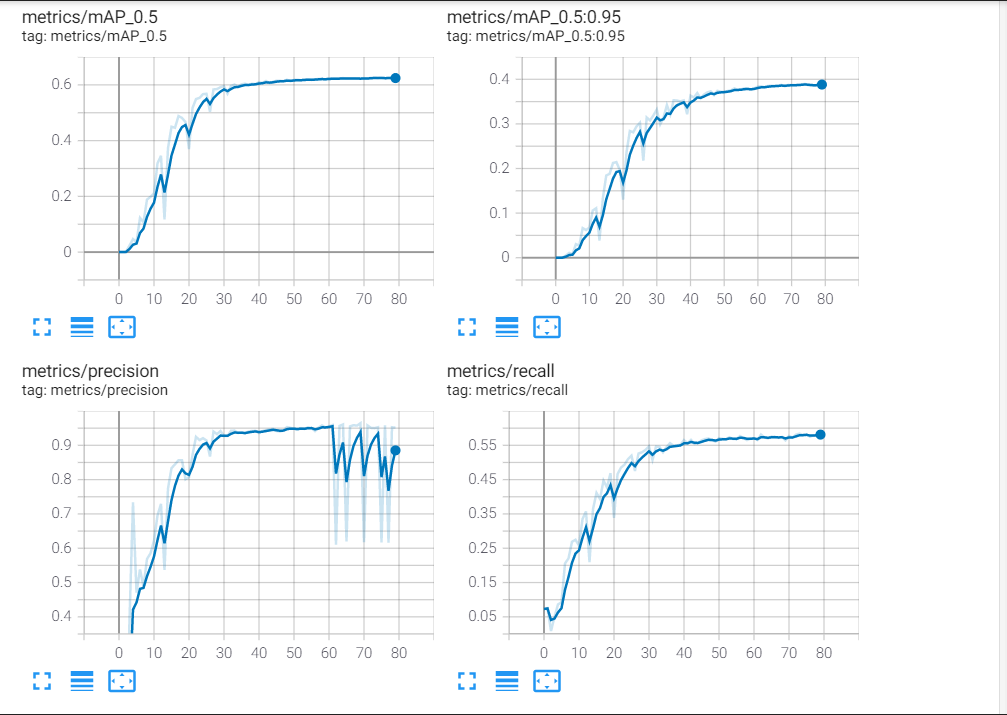 metrics/mAP_0.5
tag: metrics/mAP_0.5
0.6
0.4
0.2
0
0 10 20 30 40 50 60 70 80
metrics/mAP_0.5:0.95
tag: metrics/mAP_0.5:0.95
0.4
0.3
0.2
0.1
0
0 10 20 30 40 50 60 70 80
metrics/precision
tag: metrics/precision
0.9
0.8
0.7
0.6
0.5
0.4
0 10 20 30 40 50 60 70 80
metrics/recall
tag: metrics/recall
0.55
0.45
0.35
0.25
0.15
0.05
0 10 20 30 40 50 60 70 80